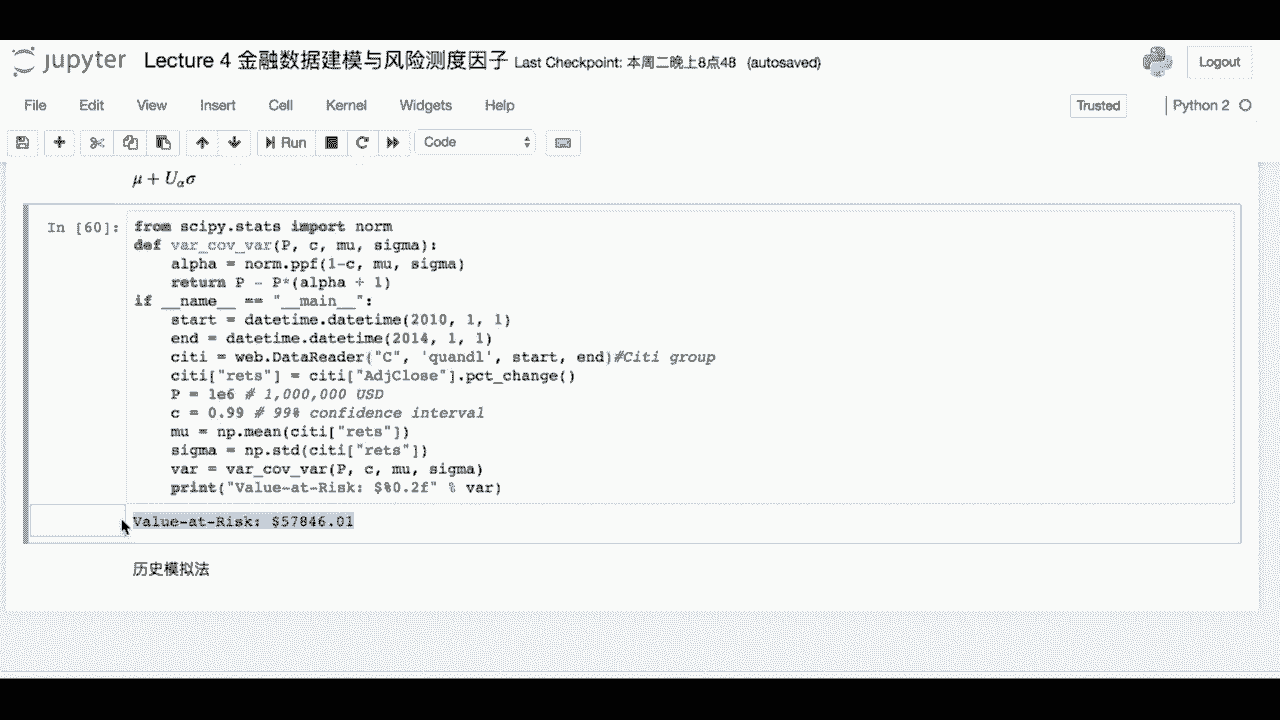 jupyter Lecture 4 金融数据建模与风险测度因子 Last Checkpoint: 本周二晚上8点48 (autosaved) Logout
File Edit View Insert Cell Kernel Widgets Help Trusted Python 2
Run Code
μ + Uασ
In [60]: from scipy.stats import norm
def var_cov_var(P, c, mu, sigma):
    alpha = norm.ppf(1-c, mu, sigma)
    return P - P*(alpha + 1)
if __name__ == "__main__":
    start = datetime.datetime(2010, 1, 1)
    end = datetime.datetime(2014, 1, 1)
    citi = web.DataReader("C", 'quandl', start, end)#Citi group
    citi["rets"] = citi["AdjClose"].pct_change()
    P = 1e6 # 1,000,000 USD
    c = 0.99 # 99% confidence interval
    mu = np.mean(citi["rets"])
    sigma = np.std(citi["rets"])
    var = var_cov_var(P, c, mu, sigma)
    print("Value-at-Risk: $%0.2f" % var)
Value-at-Risk: $57846.01
历史模拟法